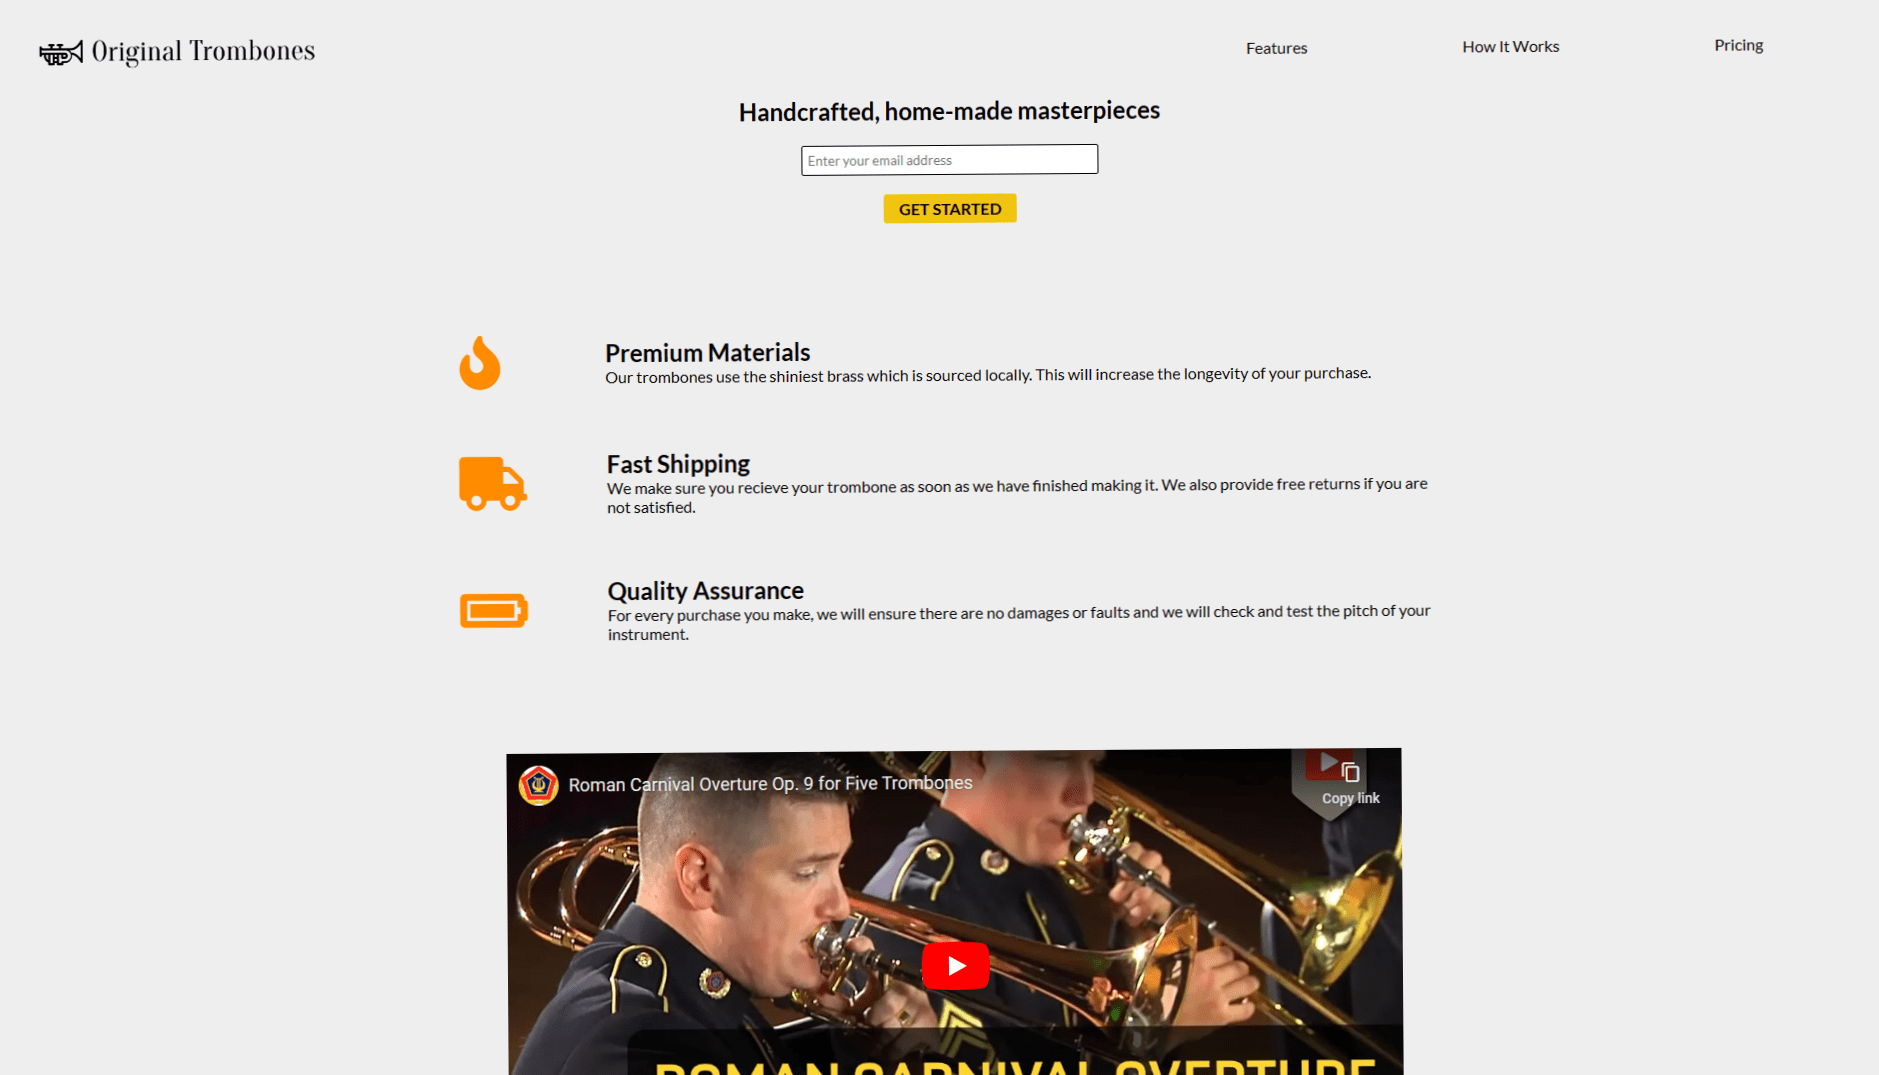 Original Trombones
Features
How It Works
Pricing
Handcrafted, home-made masterpieces
Enter your email address
GET STARTED
Premium Materials
Our trombones use the shiniest brass which is sourced locally. This will increase the longevity of your purchase.
Fast Shipping
We make sure you recieve your trombone as soon as we have finished making it. We also provide free returns if you are
not satisfied.
Quality Assurance
For every purchase you make, we will ensure there are no damages or faults and we will check and test the pitch of your
instrument.
Roman Carnival Overture Op. 9 for Five Trombones
Copy link
ROMAN CARNIVAL OVERTURE